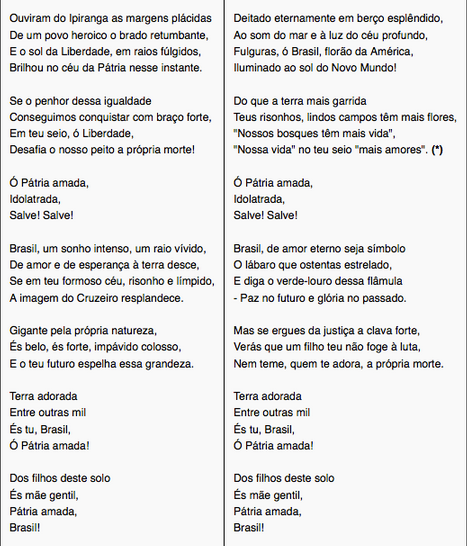 Ouviram do Ipiranga as margens plácidas
De um povo heroico o brado retumbante,
E o sol da Liberdade, em raios fúlgidos,
Brilhou no céu da Pátria nesse instante.
Se o penhor dessa igualdade
Conseguimos conquistar com braço forte,
Em teu seio, ó Liberdade,
Desafia o nosso peito a própria morte!
Ó Pátria amada,
Idolatrada,
Salve! Salve!
Brasil, um sonho intenso, um raio vívido,
De amor e de esperança à terra desce,
Se em teu formoso céu, risonho e límpido,
A imagem do Cruzeiro resplandece.
Gigante pela própria natureza,
És belo, és forte, impávido colosso,
E o teu futuro espelha essa grandeza.
Terra adorada
Entre outras mil
És tu, Brasil,
Ó Pátria amada!
Dos filhos deste solo
És mãe gentil,
Pátria amada,
Brasil!
Deitado eternamente em berço esplêndido,
Ao som do mar e à luz do céu profundo,
Fulguras, ó Brasil, florão da América,
Iluminado ao sol do Novo Mundo!
Do que a terra mais garrida
Teus risonhos, lindos campos têm mais flores,
"Nossos bosques têm mais vida",
"Nossa vida" no teu seio "mais amores". (*)
Ó Pátria amada,
Idolatrada,
Salve! Salve!
Brasil, de amor eterno seja símbolo
O lábaro que ostentas estrelado,
E diga o verde-louro dessa flâmula
- Paz no futuro e glória no passado.
Mas se ergues da justiça a clava forte,
Verás que um filho teu não foge à luta,
Nem teme, quem te adora, a própria morte.
Terra adorada
Entre outras mil
És tu, Brasil,
Ó Pátria amada!
Dos filhos deste solo
És mãe gentil,
Pátria amada,
Brasil!